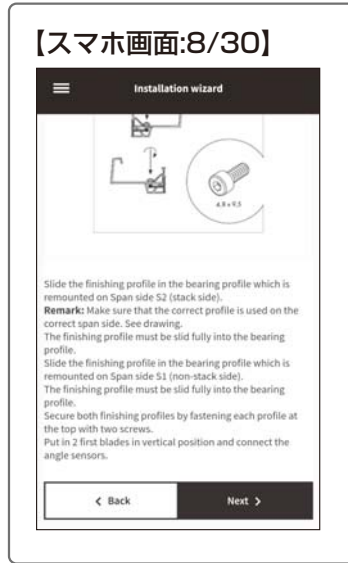 【スマホ画面:8/30】
Installation wizard
4,8 x 9,5
Slide the finishing profile in the bearing profile which is
remounted on Span side S2 (stack side).
Remark: Make sure that the correct profile is used on the
correct span side. See drawing.
The finishing profile must be slid fully into the bearing
profile.
Slide the finishing profile in the bearing profile which is
remounted on Span side S1 (non-stack side).
The finishing profile must be slid fully into the bearing
profile.
Secure both finishing profiles by fastening each profile at
the top with two screws.
Put in 2 first blades in vertical position and connect the
angle sensors.
Back
Next